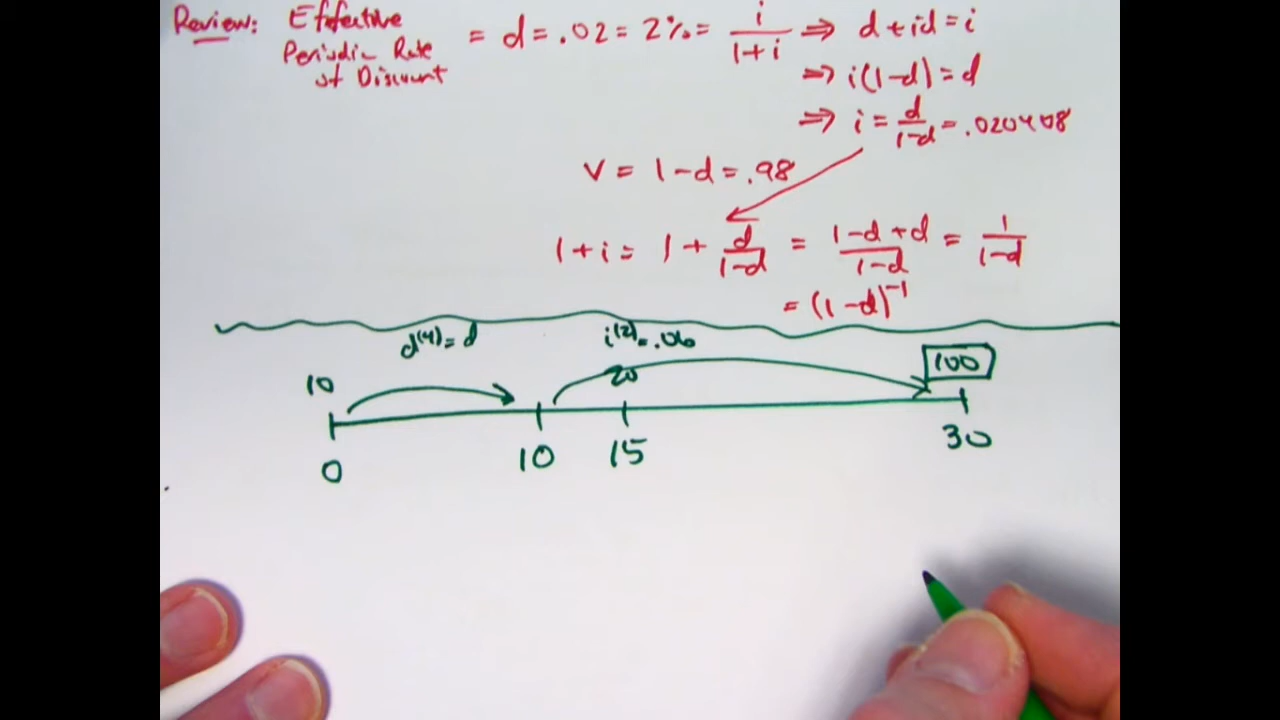 Review: Effective Periodic Rate of Discount = d = .02 = 2% = i/(1+i) ⇒ d + id = i
⇒ i(1-d) = d
⇒ i = d/(1-d) = .020408
v = 1-d = .98
1+i = 1 + d/(1-d) = (1-d+d)/(1-d) = 1/(1-d)
= (1-d)^-1
d^(4) = d i^(2) = .06
10 20 100
0 10 15 30